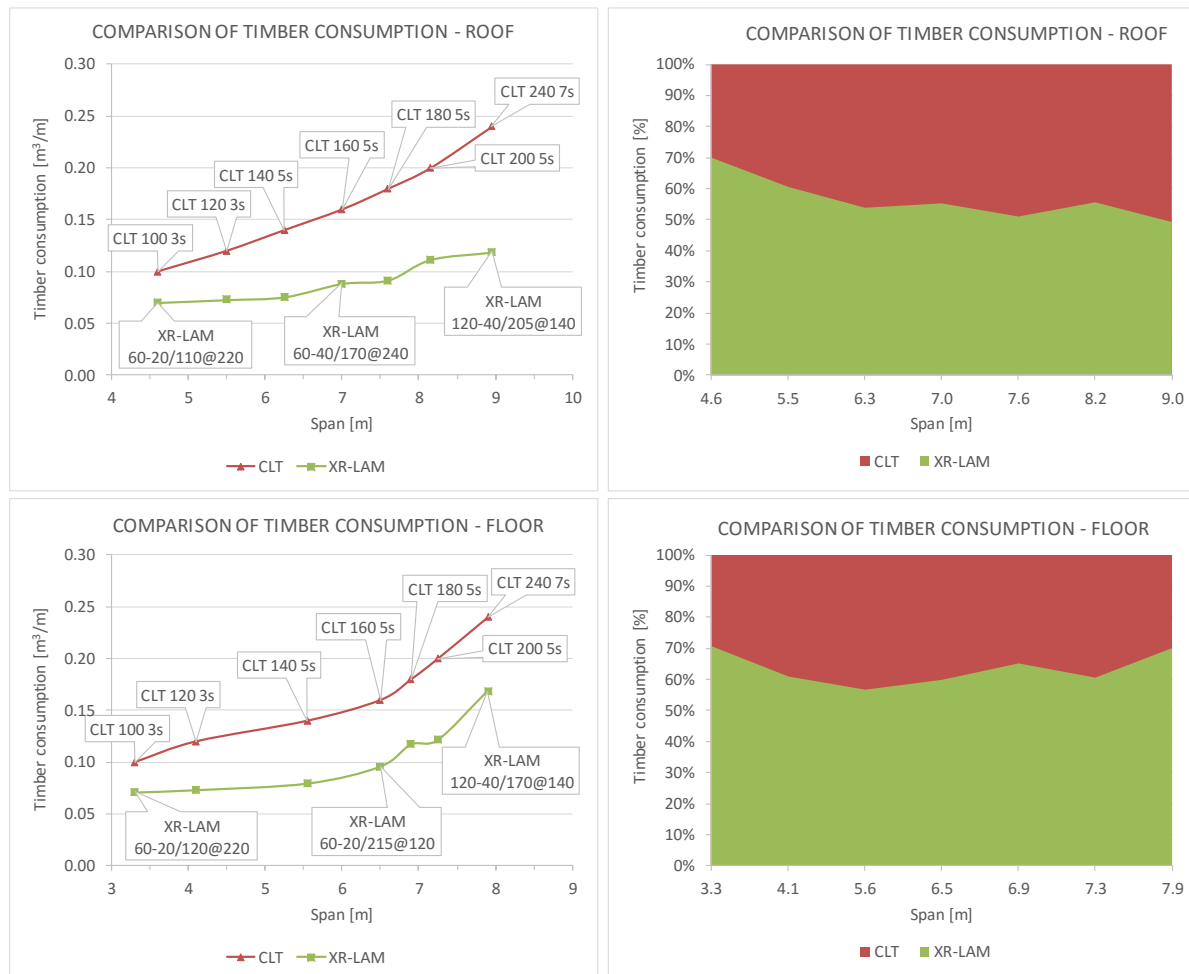 COMPARISON OF TIMBER CONSUMPTION - ROOF
Timber consumption [m³/m]
0.30
0.25
0.20
0.15
0.10
0.05
0.00
CLT 240 7s
CLT 180 5s
CLT 160 5s
CLT 200 5s
CLT 140 5s
CLT 120 3s
CLT 100 3s
XR-LAM
60-20/110@220
XR-LAM
60-40/170@240
XR-LAM
120-40/205@140
4 5 6 7 8 9 10
Span [m]
CLT XR-LAM
COMPARISON OF TIMBER CONSUMPTION - ROOF
Timber consumption [%]
100%
90%
80%
70%
60%
50%
40%
30%
20%
10%
0%
4.6 5.5 6.3 7.0 7.6 8.2 9.0
Span [m]
CLT XR-LAM
COMPARISON OF TIMBER CONSUMPTION - FLOOR
Timber consumption [m³/m]
0.30
0.25
0.20
0.15
0.10
0.05
0.00
CLT 240 7s
CLT 180 5s
CLT 160 5s
CLT 200 5s
CLT 140 5s
CLT 120 3s
CLT 100 3s
XR-LAM
60-20/120@220
XR-LAM
60-20/215@120
XR-LAM
120-40/170@140
3 4 5 6 7 8 9
Span [m]
CLT XR-LAM
COMPARISON OF TIMBER CONSUMPTION - FLOOR
Timber consumption [%]
100%
90%
80%
70%
60%
50%
40%
30%
20%
10%
0%
3.3 4.1 5.6 6.5 6.9 7.3 7.9
Span [m]
CLT XR-LAM